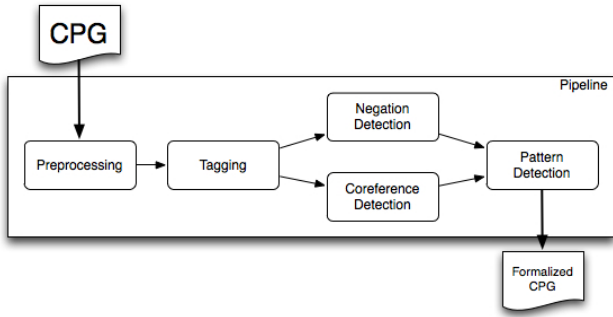 CPG
Pipeline
Preprocessing
Tagging
Negation
Detection
Coreference
Detection
Pattern
Detection
Formalized
CPG